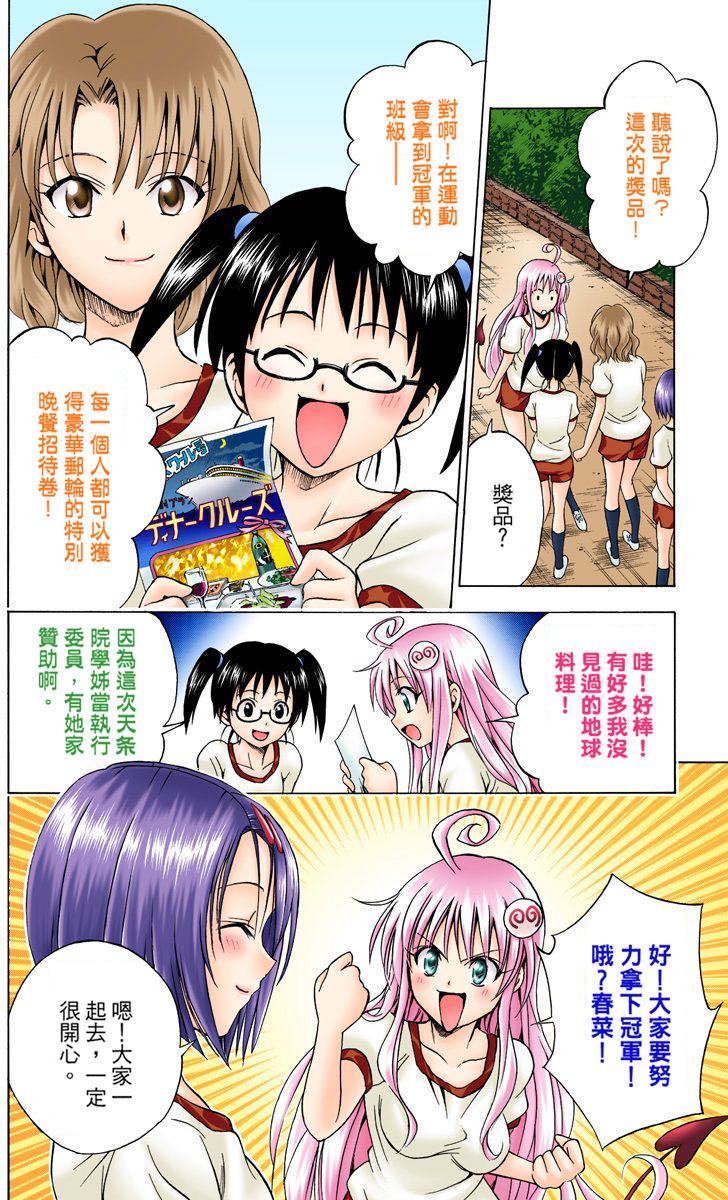 聽說了嗎？
這次的獎品！
獎品？
對啊！在運動
會拿到冠軍的
班級——
每一個人都可以獲
得豪華郵輪的特別
晚餐招待卷！
ディナークルーズ
哇！好棒！
有好多我沒
見過的地球
料理！
因為這次天条
院學姊當執行
委員，有她家
贊助啊。
好！大家要努
力拿下冠軍！
哦？春菜！
嗯！大家一
起去，一定
很開心。